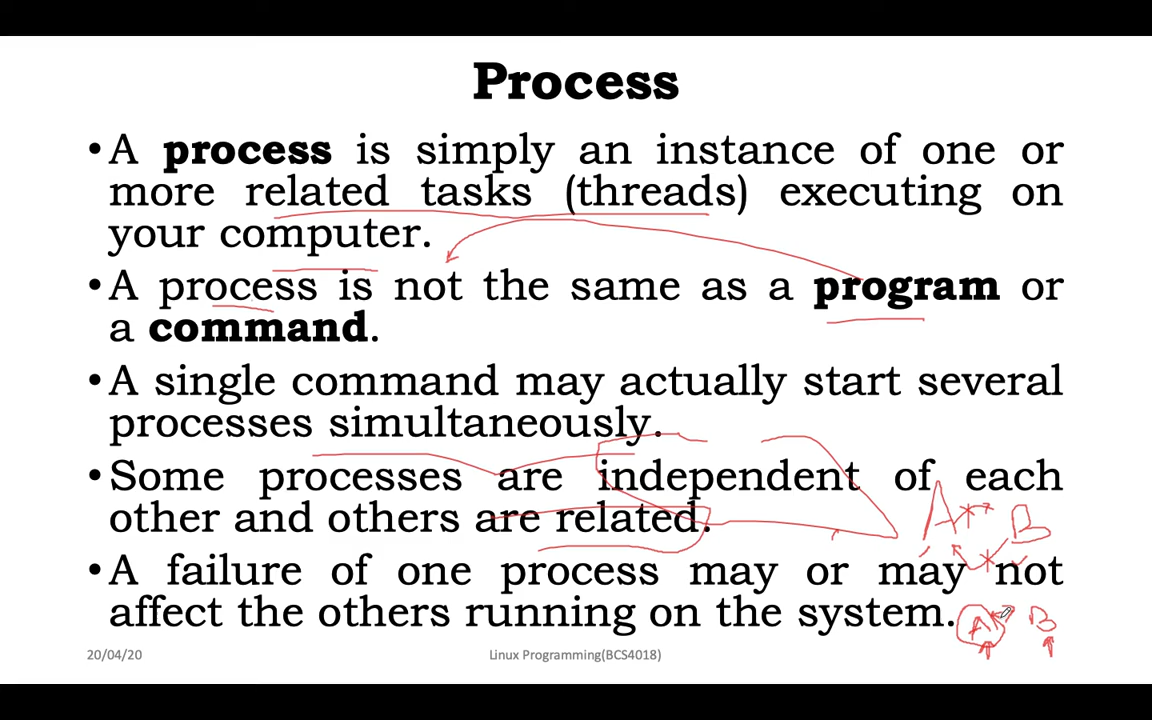 Process
• A process is simply an instance of one or
more related tasks (threads) executing on
your computer.
• A process is not the same as a program or
a command.
• A single command may actually start several
processes simultaneously.
• Some processes are independent of each
other and others are related.
A B
• A failure of one process may or may not
affect the others running on the system.
A B
20/04/20 Linux Programming(BCS4018)